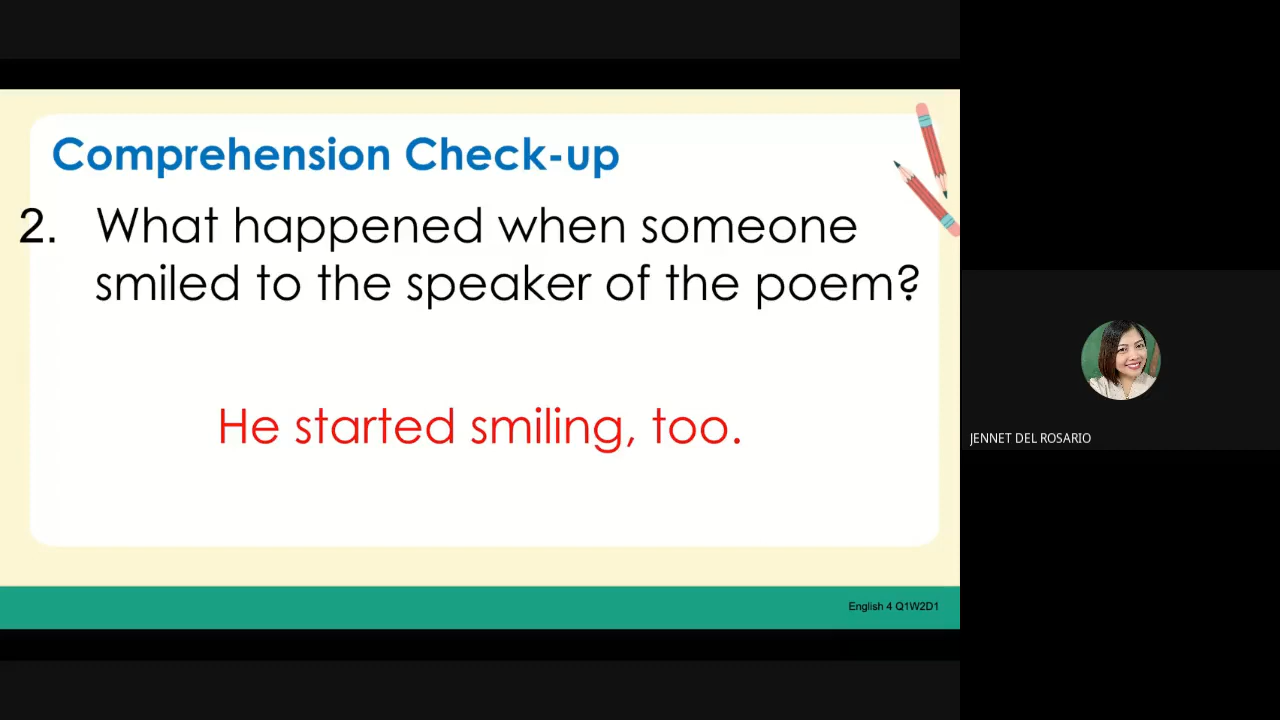 Comprehension Check-up
2. What happened when someone
smiled to the speaker of the poem?
He started smiling, too.
English 4 Q1W2D1
JENNET DEL ROSARIO